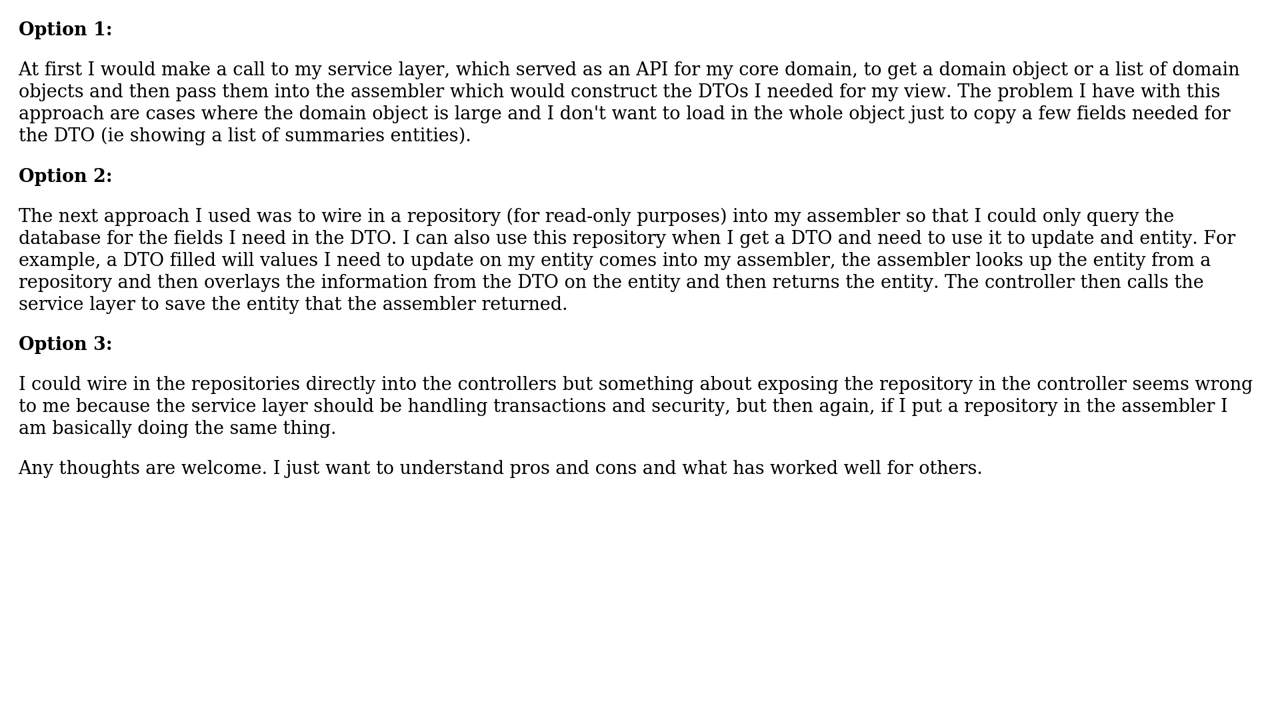 Option 1:
At first I would make a call to my service layer, which served as an API for my core domain, to get a domain object or a list of domain
objects and then pass them into the assembler which would construct the DTOs I needed for my view. The problem I have with this
approach are cases where the domain object is large and I don't want to load in the whole object just to copy a few fields needed for
the DTO (ie showing a list of summaries entities).
Option 2:
The next approach I used was to wire in a repository (for read-only purposes) into my assembler so that I could only query the
database for the fields I need in the DTO. I can also use this repository when I get a DTO and need to use it to update and entity. For
example, a DTO filled will values I need to update on my entity comes into my assembler, the assembler looks up the entity from a
repository and then overlays the information from the DTO on the entity and then returns the entity. The controller then calls the
service layer to save the entity that the assembler returned.
Option 3:
I could wire in the repositories directly into the controllers but something about exposing the repository in the controller seems wrong
to me because the service layer should be handling transactions and security, but then again, if I put a repository in the assembler I
am basically doing the same thing.
Any thoughts are welcome. I just want to understand pros and cons and what has worked well for others.